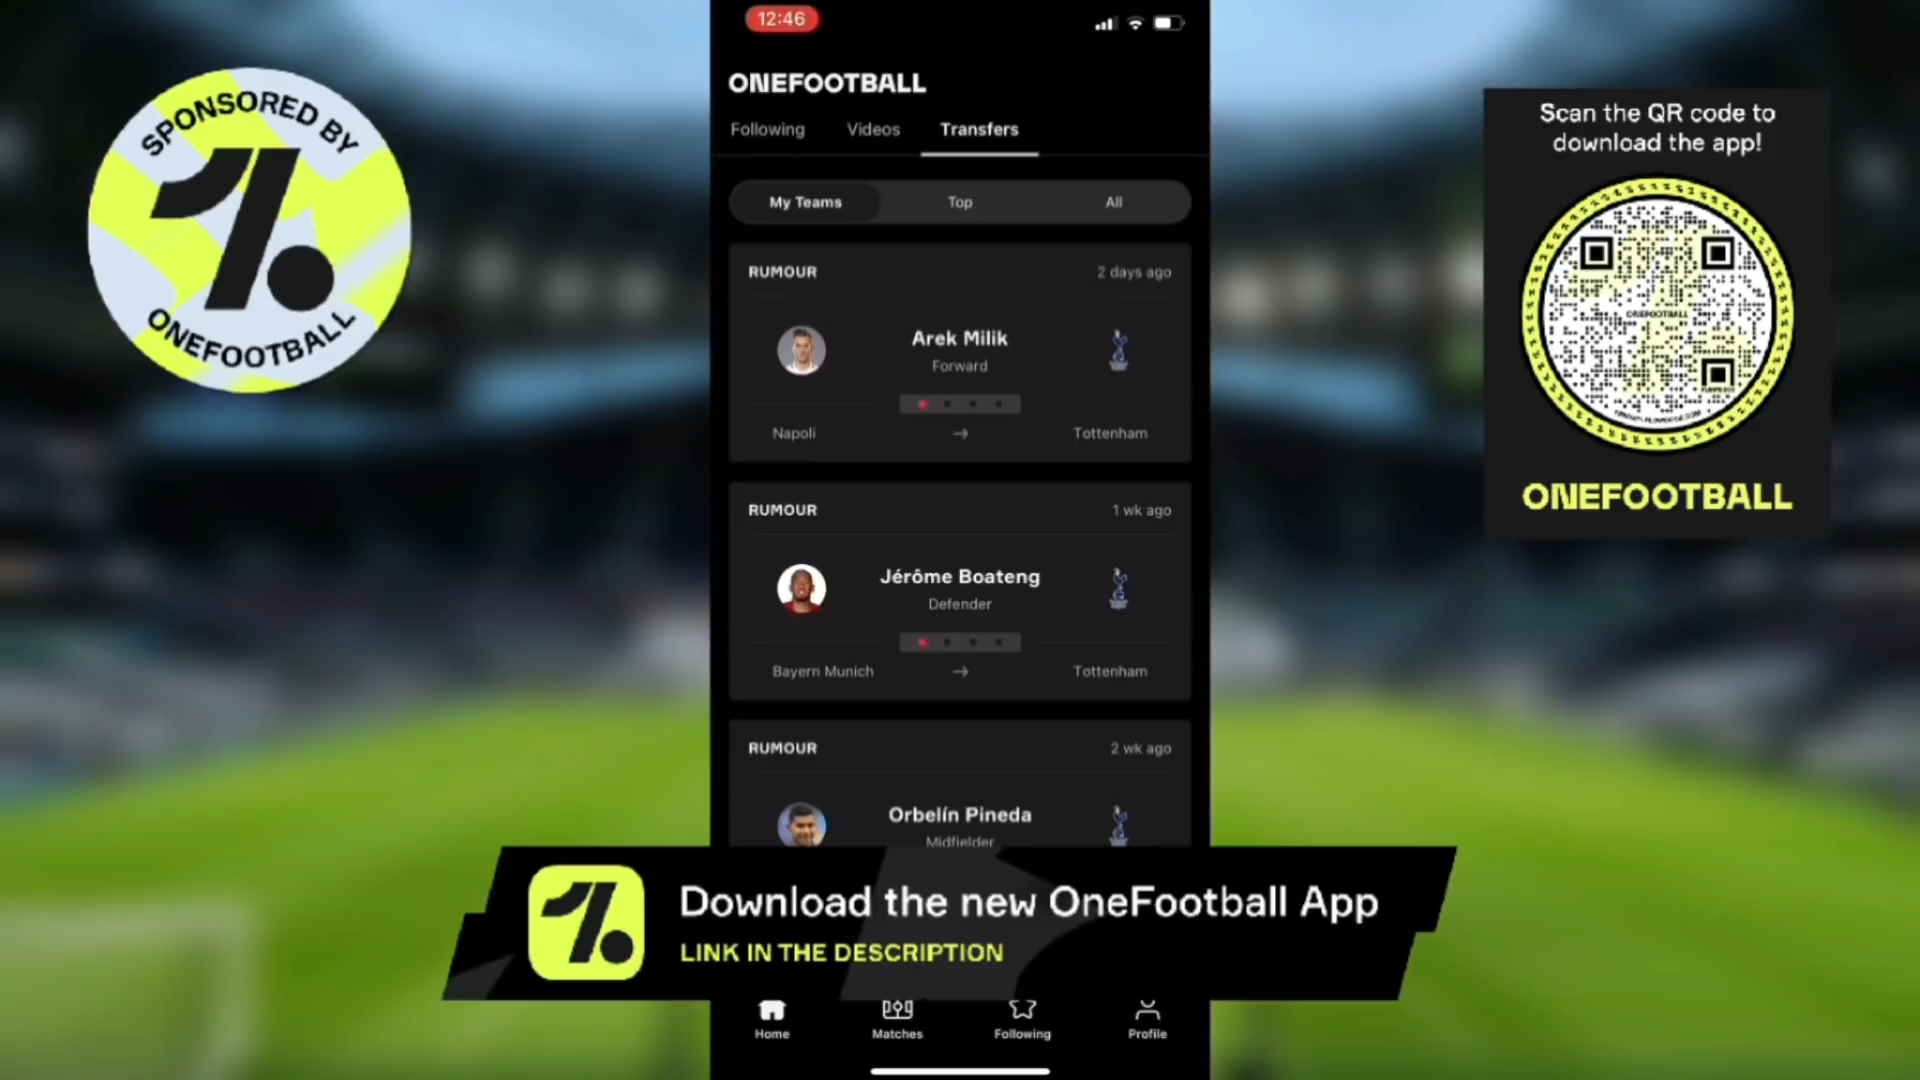 12:46
ONEFOOTBALL
Following Videos Transfers
My Teams Top All
RUMOUR 2 days ago
Arek Milik
Forward
Napoli → Tottenham
RUMOUR 1 wk ago
Jérôme Boateng
Defender
Bayern Munich → Tottenham
RUMOUR 2 wk ago
Orbelín Pineda
Midfielder
Home Matches Following Profile
SPONSORED BY
ONEFOOTBALL
Scan the QR code to
download the app!
ONEFOOTBALL
ONEFOOTBALL
Download the new OneFootball App
LINK IN THE DESCRIPTION